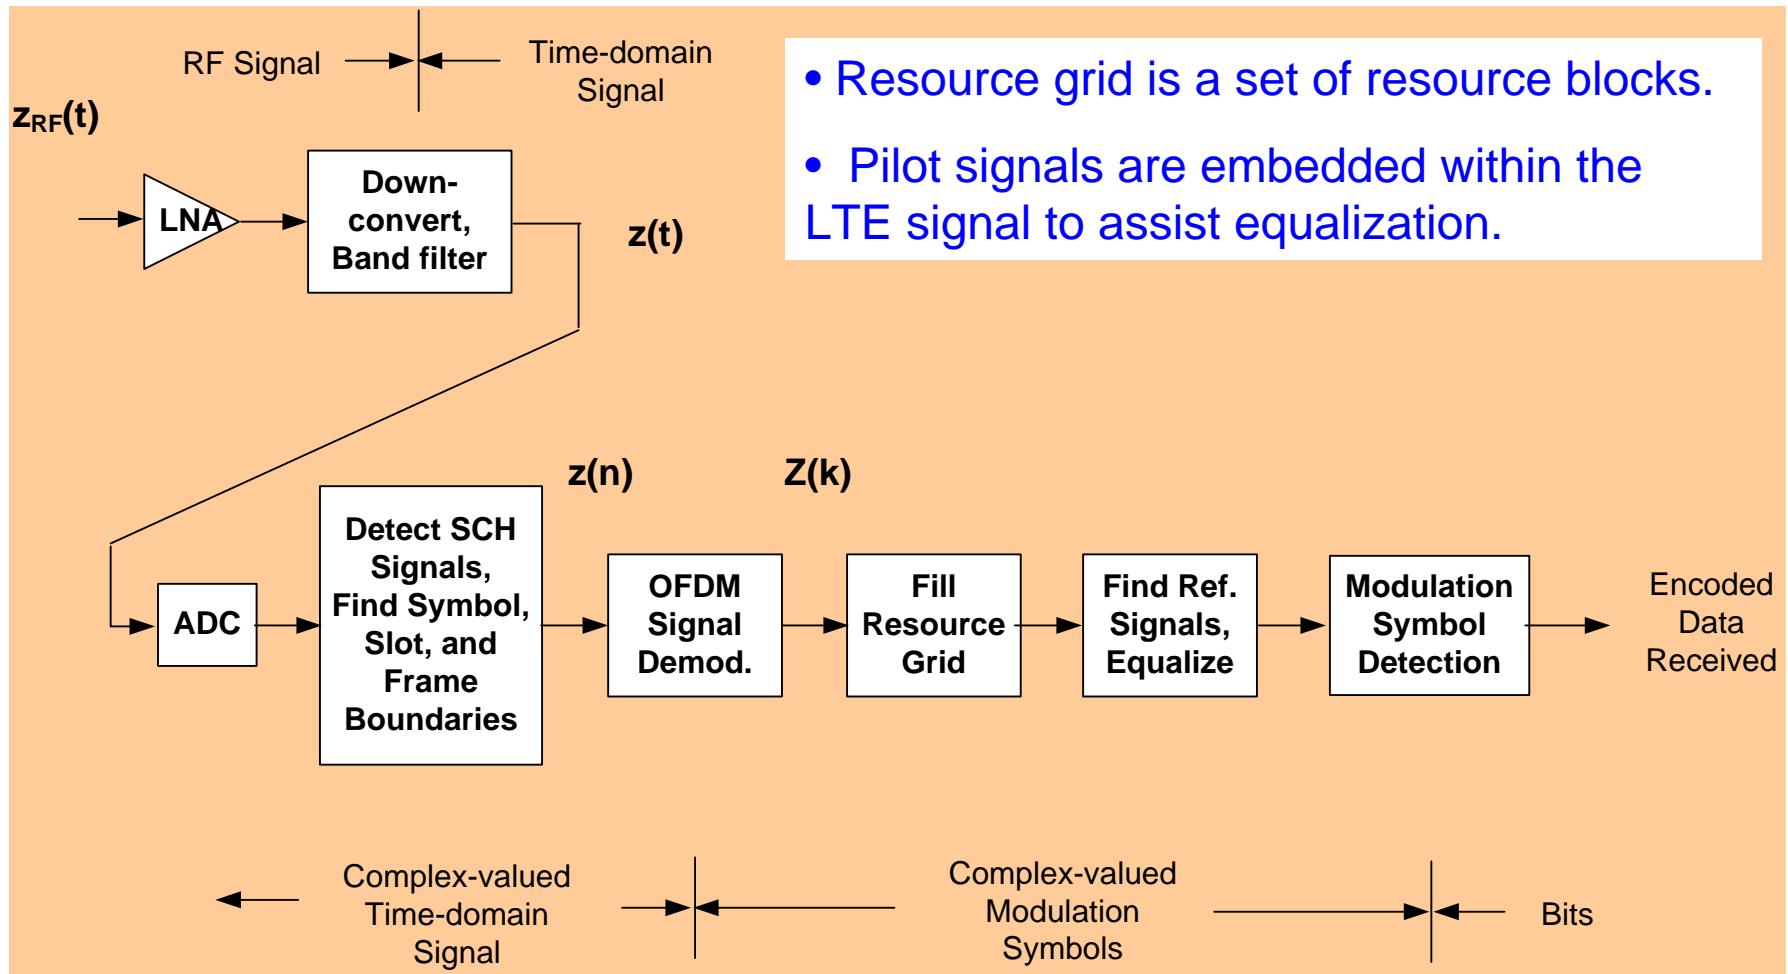 RF Signal
Time-domain
Signal
• Resource grid is a set of resource blocks.
• Pilot signals are embedded within the
LTE signal to assist equalization.
zRF(t)
LNA
Down-
convert,
Band filter
z(t)
z(n)
Z(k)
ADC
Detect SCH
Signals,
Find Symbol,
Slot, and
Frame
Boundaries
OFDM
Signal
Demod.
Fill
Resource
Grid
Find Ref.
Signals,
Equalize
Modulation
Symbol
Detection
Encoded
Data
Received
Complex-valued
Time-domain
Signal
Complex-valued
Modulation
Symbols
Bits